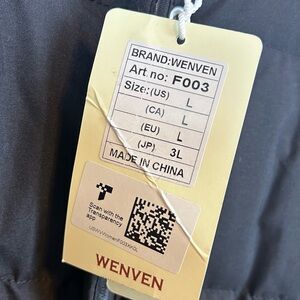 BRAND:WENVEN
Art.no: F003
Size:(US) L
(CA) L
(EU) L
(JP) 3L
MADE IN CHINA
Scan with the
Transparency
app
WENVEN